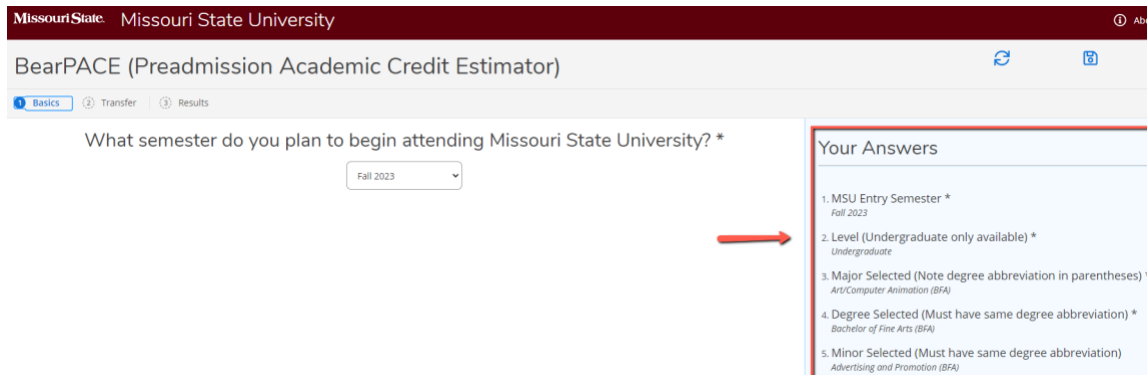 Missouri State. Missouri State University
BearPACE (Preadmission Academic Credit Estimator)
1 Basics 2 Transfer 3 Results
What semester do you plan to begin attending Missouri State University? *
Fall 2023
Your Answers
1. MSU Entry Semester *
Fall 2023
2. Level (Undergraduate only available) *
Undergraduate
3. Major Selected (Note degree abbreviation in parentheses) *
Art/Computer Animation (BFA)
4. Degree Selected (Must have same degree abbreviation) *
Bachelor of Fine Arts (BFA)
5. Minor Selected (Must have same degree abbreviation)
Advertising and Promotion (BFA)